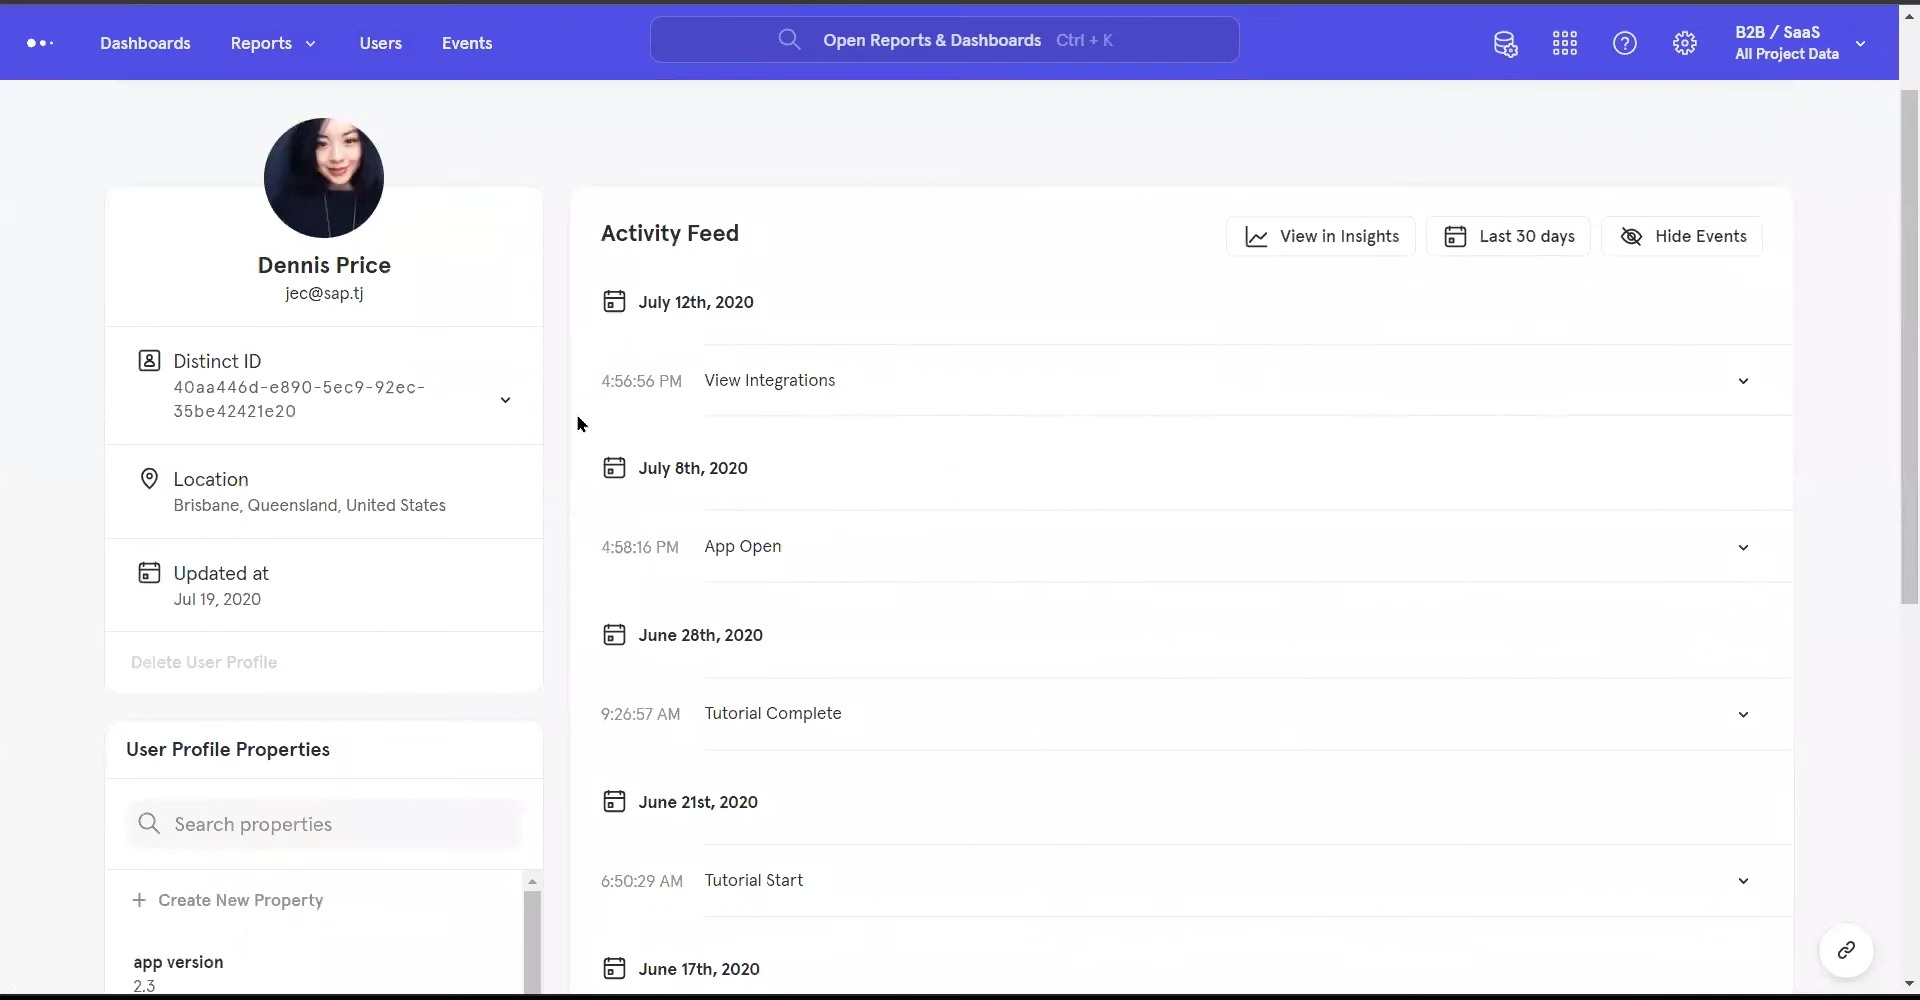 Dashboards Reports Users Events Open Reports & Dashboards Ctrl + K B2B / SaaS
All Project Data
Dennis Price
jec@sap.tj
Distinct ID
40aa446d-e890-5ec9-92ec-
35be42421e20
Location
Brisbane, Queensland, United States
Updated at
Jul 19, 2020
Delete User Profile
User Profile Properties
Search properties
Create New Property
app version
2.3
Activity Feed View in Insights Last 30 days Hide Events
July 12th, 2020
4:56:56 PM View Integrations
July 8th, 2020
4:58:16 PM App Open
June 28th, 2020
9:26:57 AM Tutorial Complete
June 21st, 2020
6:50:29 AM Tutorial Start
June 17th, 2020